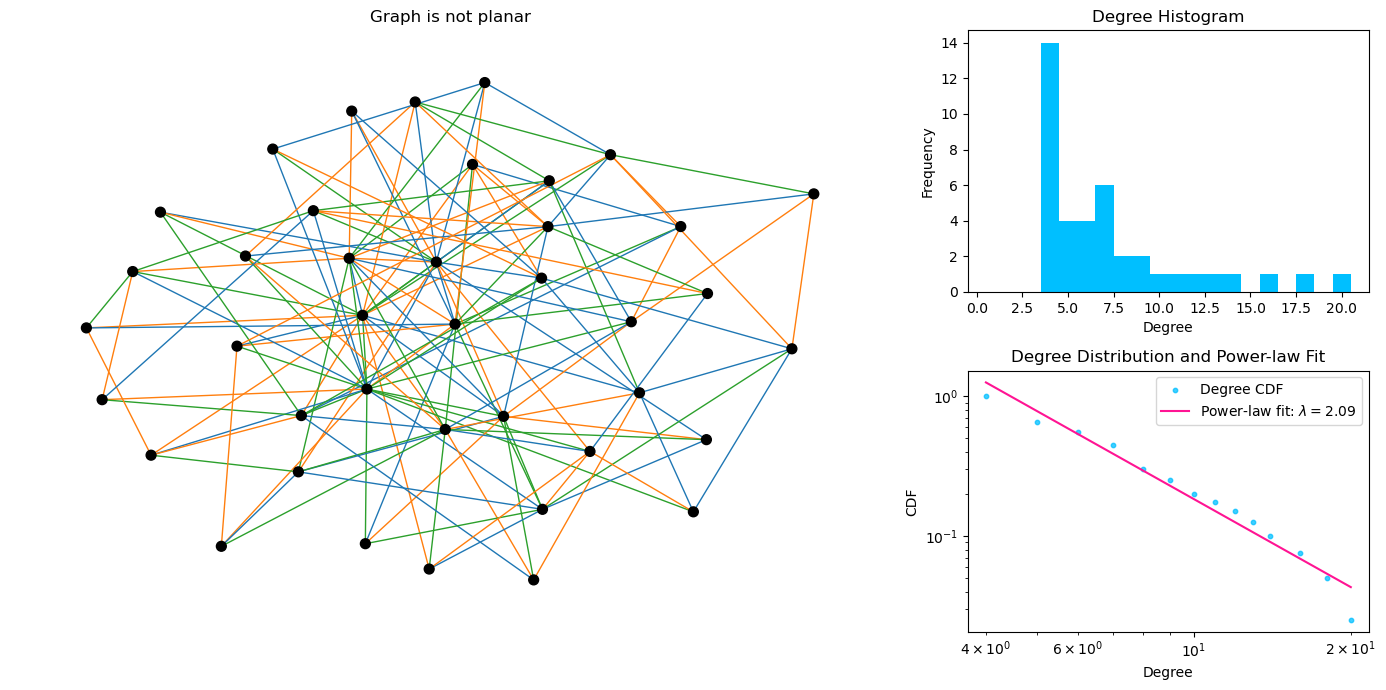 Graph is not planar
Degree Histogram
Frequency
14
12
10
8
6
4
2
0
0.0 2.5 5.0 7.5 10.0 12.5 15.0 17.5 20.0
Degree
Degree Distribution and Power-law Fit
Degree CDF
Power-law fit: λ = 2.09
CDF
10⁰
10⁻¹
4 × 10⁰ 6 × 10⁰ 10¹ 2 × 10¹
Degree